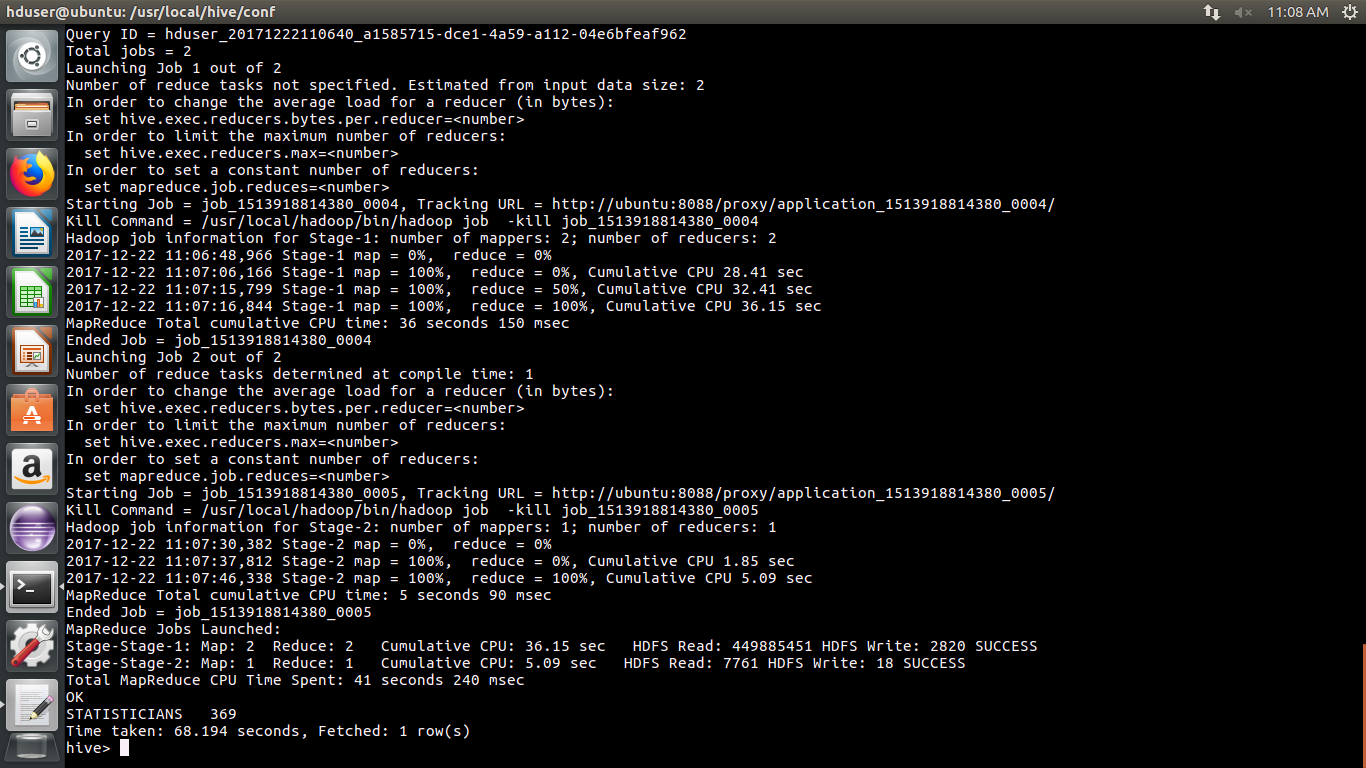 hduser@ubuntu: /usr/local/hive/conf
11:08 AM
Query ID = hduser_20171222110640_a1585715-dce1-4a59-a112-04e6bfeaf962
Total jobs = 2
Launching Job 1 out of 2
Number of reduce tasks not specified. Estimated from input data size: 2
In order to change the average load for a reducer (in bytes):
  set hive.exec.reducers.bytes.per.reducer=<number>
In order to limit the maximum number of reducers:
  set hive.exec.reducers.max=<number>
In order to set a constant number of reducers:
  set mapreduce.job.reduces=<number>
Starting Job = job_1513918814380_0004, Tracking URL = http://ubuntu:8088/proxy/application_1513918814380_0004/
Kill Command = /usr/local/hadoop/bin/hadoop job  -kill job_1513918814380_0004
Hadoop job information for Stage-1: number of mappers: 2; number of reducers: 2
2017-12-22 11:06:48,966 Stage-1 map = 0%,  reduce = 0%
2017-12-22 11:07:06,166 Stage-1 map = 100%,  reduce = 0%, Cumulative CPU 28.41 sec
2017-12-22 11:07:15,799 Stage-1 map = 100%,  reduce = 50%, Cumulative CPU 32.41 sec
2017-12-22 11:07:16,844 Stage-1 map = 100%,  reduce = 100%, Cumulative CPU 36.15 sec
MapReduce Total cumulative CPU time: 36 seconds 150 msec
Ended Job = job_1513918814380_0004
Launching Job 2 out of 2
Number of reduce tasks determined at compile time: 1
In order to change the average load for a reducer (in bytes):
  set hive.exec.reducers.bytes.per.reducer=<number>
In order to limit the maximum number of reducers:
  set hive.exec.reducers.max=<number>
In order to set a constant number of reducers:
  set mapreduce.job.reduces=<number>
Starting Job = job_1513918814380_0005, Tracking URL = http://ubuntu:8088/proxy/application_1513918814380_0005/
Kill Command = /usr/local/hadoop/bin/hadoop job  -kill job_1513918814380_0005
Hadoop job information for Stage-2: number of mappers: 1; number of reducers: 1
2017-12-22 11:07:30,382 Stage-2 map = 0%,  reduce = 0%
2017-12-22 11:07:37,812 Stage-2 map = 100%,  reduce = 0%, Cumulative CPU 1.85 sec
2017-12-22 11:07:46,338 Stage-2 map = 100%,  reduce = 100%, Cumulative CPU 5.09 sec
MapReduce Total cumulative CPU time: 5 seconds 90 msec
Ended Job = job_1513918814380_0005
MapReduce Jobs Launched:
Stage-Stage-1: Map: 2  Reduce: 2   Cumulative CPU: 36.15 sec   HDFS Read: 449885451 HDFS Write: 2820 SUCCESS
Stage-Stage-2: Map: 1  Reduce: 1   Cumulative CPU: 5.09 sec   HDFS Read: 7761 HDFS Write: 18 SUCCESS
Total MapReduce CPU Time Spent: 41 seconds 240 msec
OK
STATISTICIANS   369
Time taken: 68.194 seconds, Fetched: 1 row(s)
hive>